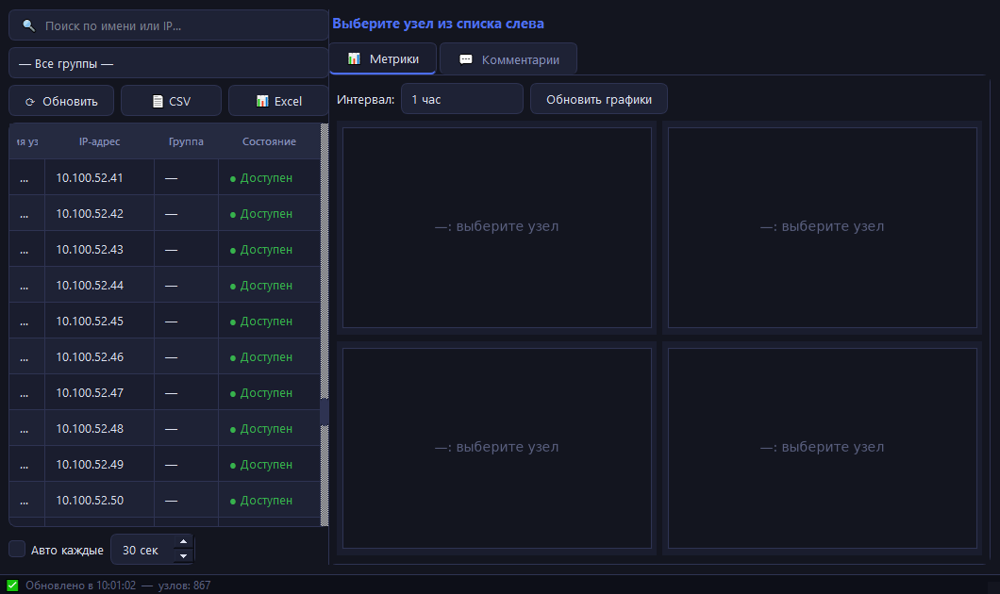 Поиск по имени или IP...
— Все группы —
Обновить CSV Excel
ия уз IP-адрес Группа Состояние
... 10.100.52.41 — ● Доступен
... 10.100.52.42 — ● Доступен
... 10.100.52.43 — ● Доступен
... 10.100.52.44 — ● Доступен
... 10.100.52.45 — ● Доступен
... 10.100.52.46 — ● Доступен
... 10.100.52.47 — ● Доступен
... 10.100.52.48 — ● Доступен
... 10.100.52.49 — ● Доступен
... 10.100.52.50 — ● Доступен
Авто каждые 30 сек
Выберите узел из списка слева
Метрики Комментарии
Интервал: 1 час Обновить графики
—: выберите узел —: выберите узел
—: выберите узел —: выберите узел
Обновлено в 10:01:02 — узлов: 867